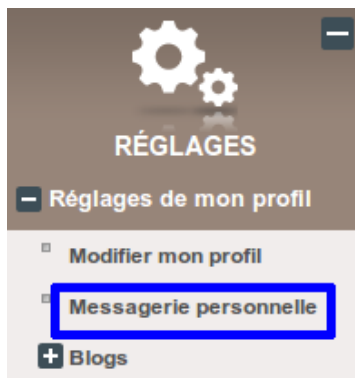 RÉGLAGES
Réglages de mon profil
Modifier mon profil
Messagerie personnelle
Blogs